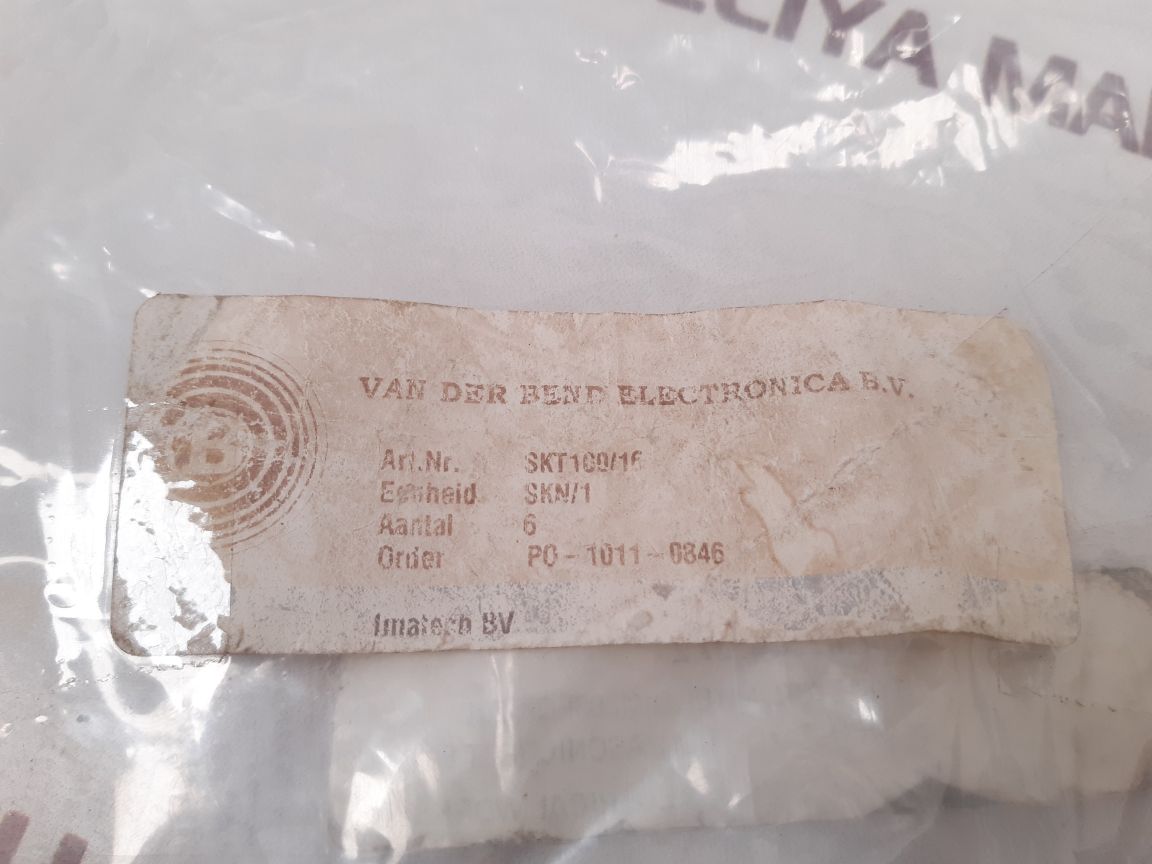 VAN DER BEND ELECTRONICA B.V.
Art.Nr. SKT100/16
Eenheid SKN/1
Aantal 6
Order PO-1011-0846
Imatech BV